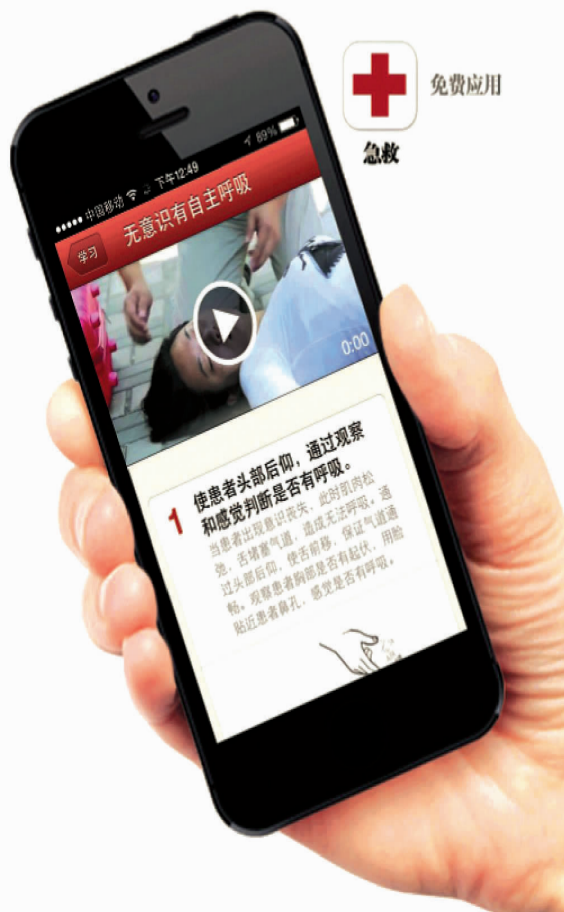 免费应用
急救
中国移动 下午12:49 89%
学习 无意识有自主呼吸
0:00
1 使患者头部后仰，通过观察
和感觉判断是否有呼吸。
当患者出现意识丧失，此时肌肉松
弛，舌堵塞气道，造成无法呼吸。通
过头部后仰，使舌前移，保证气道通
畅。观察患者胸部是否有起伏，用脸
贴近患者鼻孔，感觉是否有呼吸。